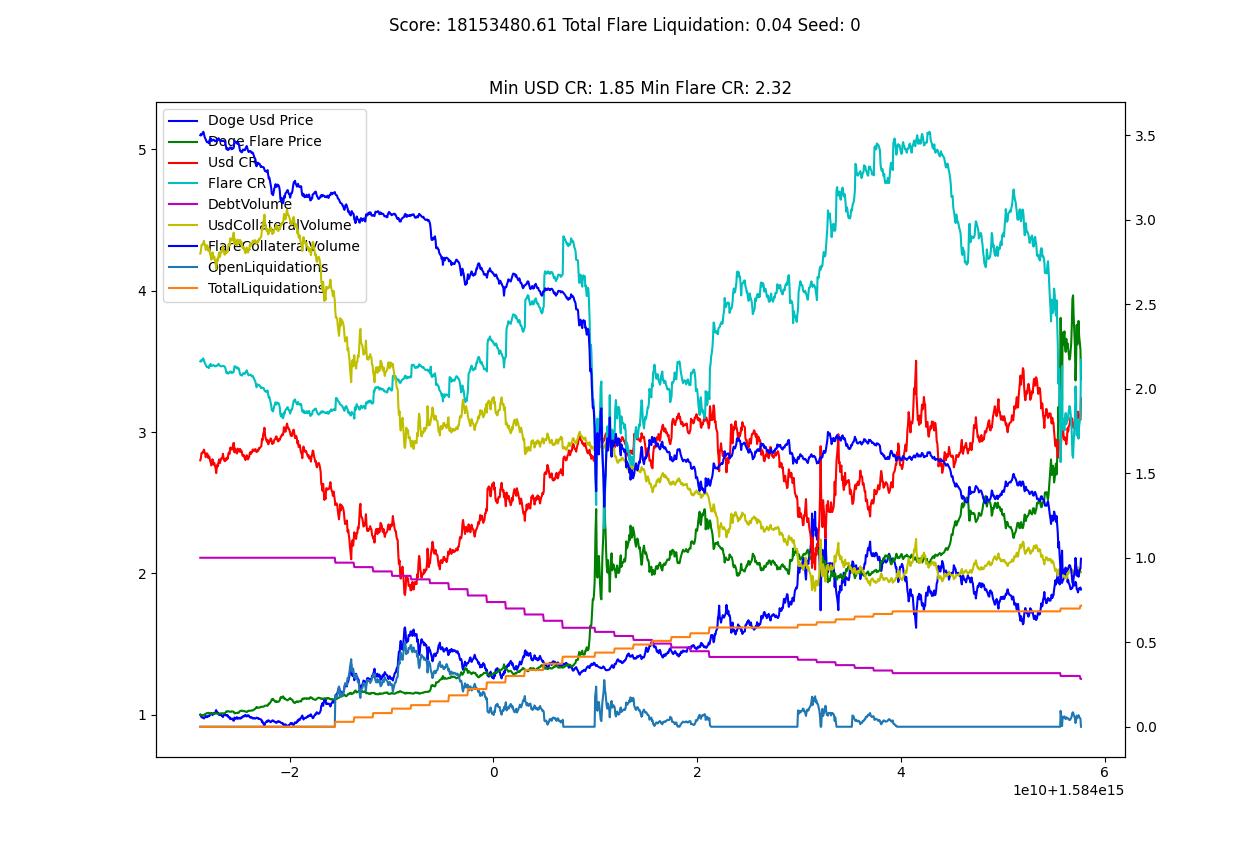 Score: 18153480.61 Total Flare Liquidation: 0.04 Seed: 0
Min USD CR: 1.85 Min Flare CR: 2.32
Doge Usd Price
Doge Flare Price
Usd CR
Flare CR
DebtVolume
UsdCollateralVolume
FlareCollateralVolume
OpenLiquidations
TotalLiquidations
5
4
3
2
1
3.5
3.0
2.5
2.0
1.5
1.0
0.5
0.0
−2
0
2
4
6
1e10+1.584e15